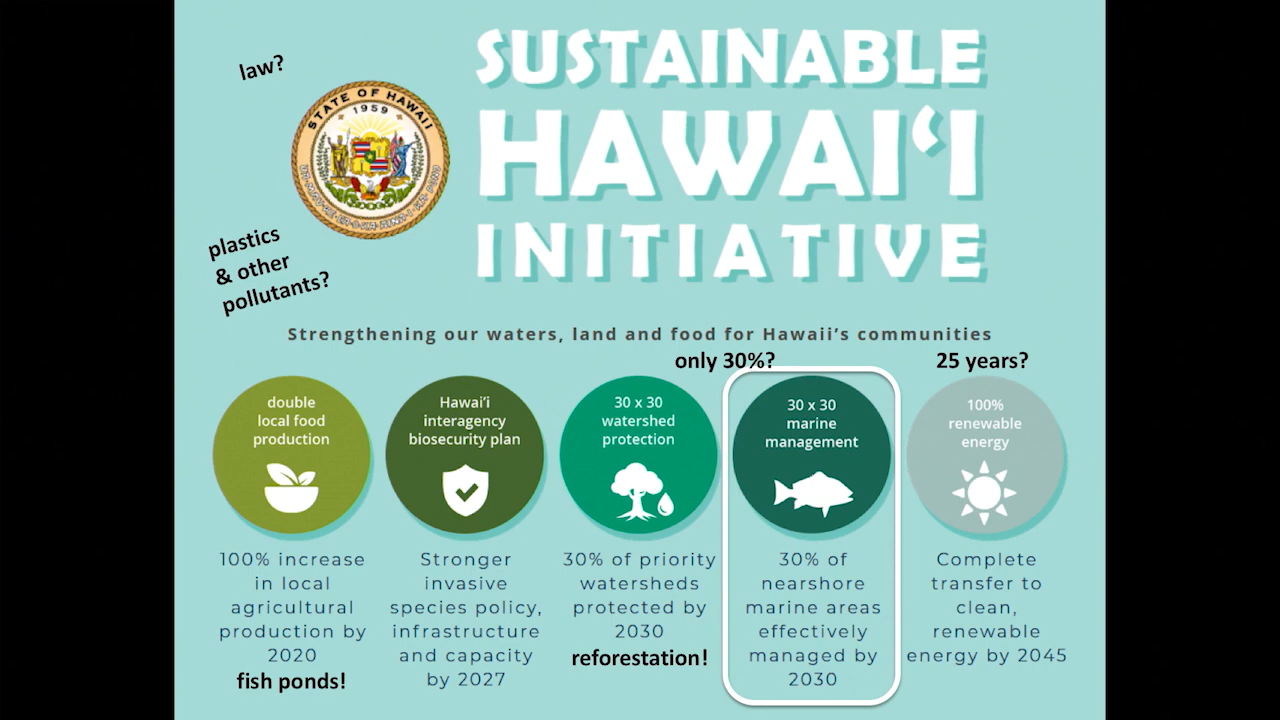 law?
STATE OF HAWAII
1959
SUSTAINABLE
HAWAIʻI
INITIATIVE
plastics
& other
pollutants?
Strengthening our waters, land and food for Hawaii's communities
only 30%?
25 years?
double
local food
production
Hawai'i
interagency
biosecurity plan
30 x 30
watershed
protection
30 x 30
marine
management
100%
renewable
energy
100% increase
in local
agricultural
production by
2020
fish ponds!
Stronger
invasive
species policy,
infrastructure
and capacity
by 2027
30% of priority
watersheds
protected by
2030
reforestation!
30% of
nearshore
marine areas
effectively
managed by
2030
Complete
transfer to
clean,
renewable
energy by 2045